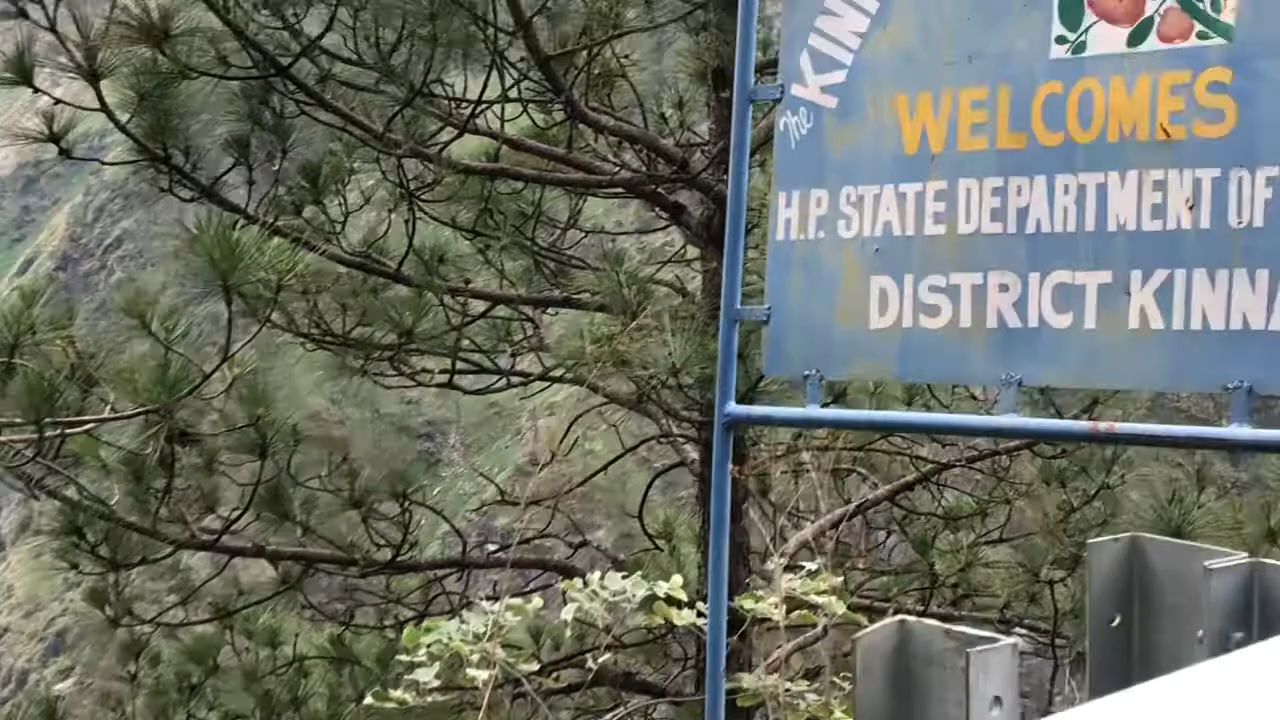 The KINN
WELCOMES
H.P. STATE DEPARTMENT OF
DISTRICT KINNA